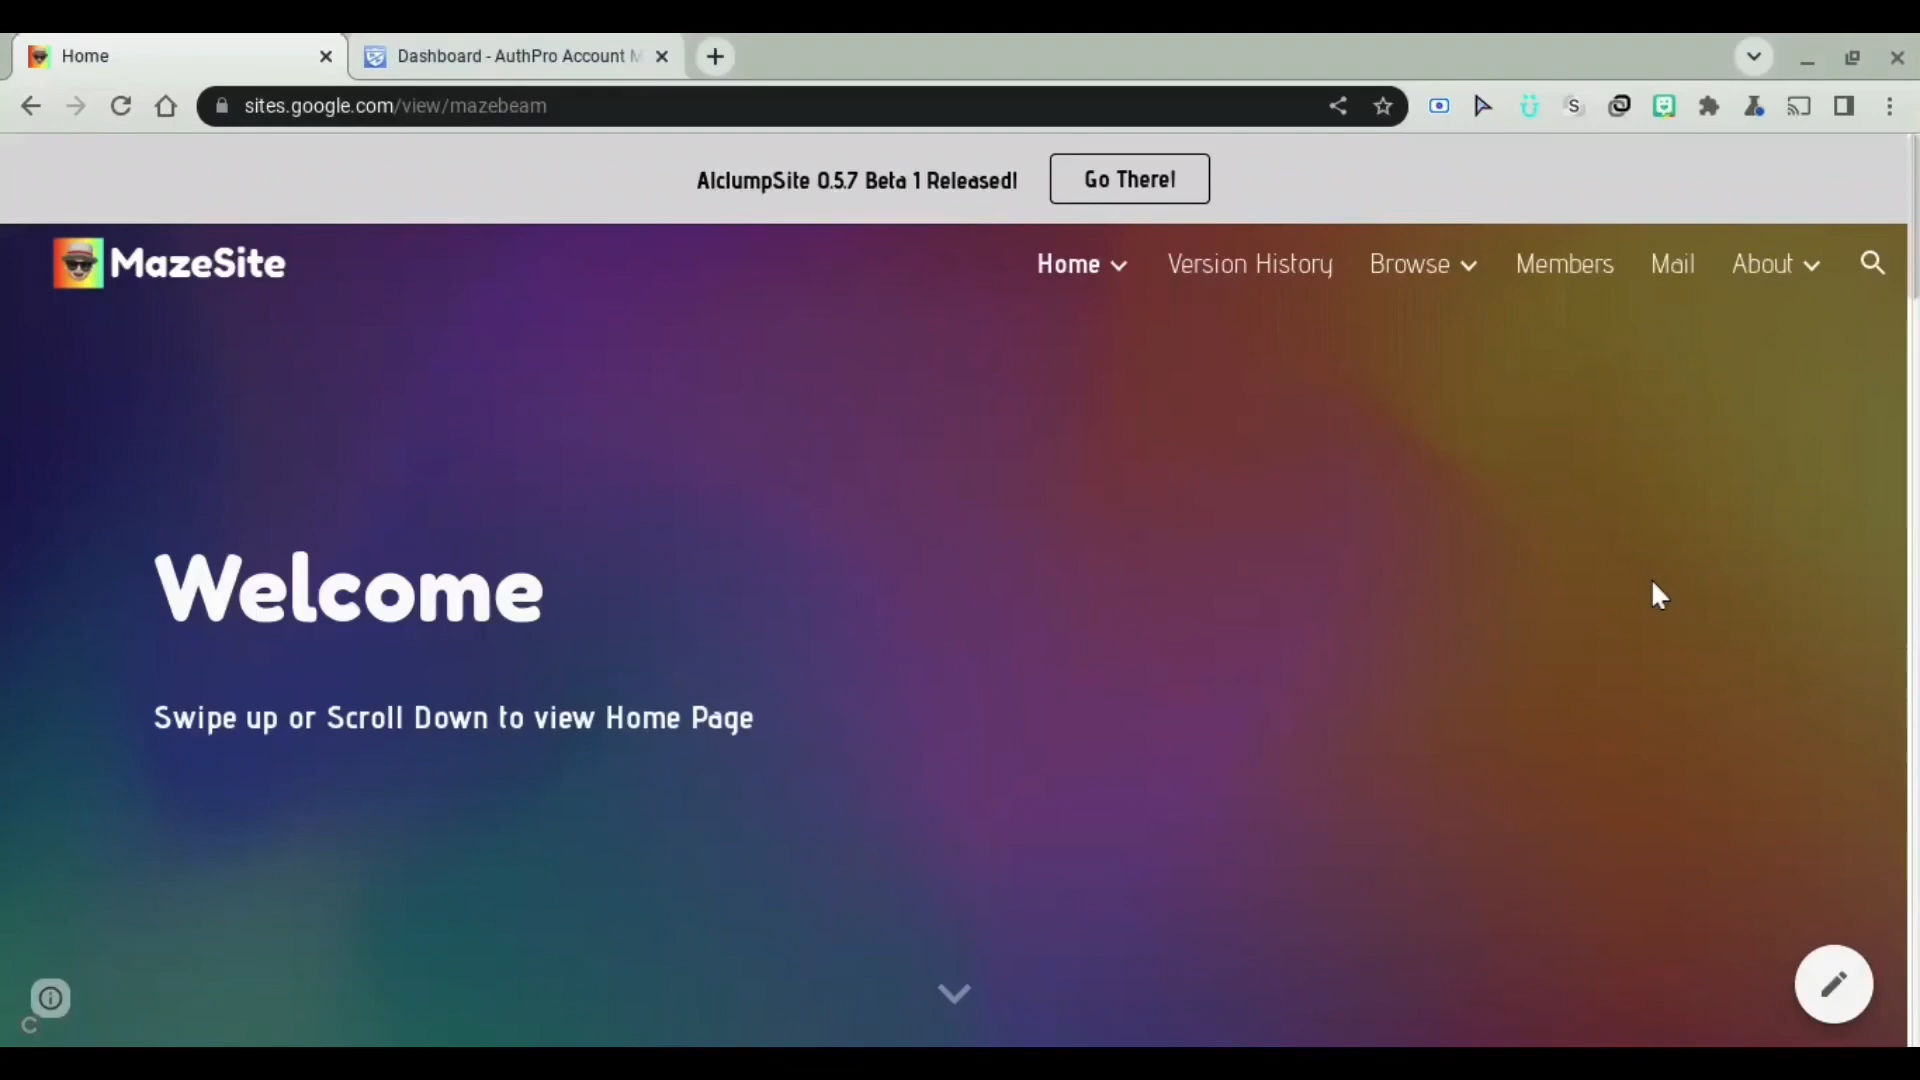 Home
Dashboard - AuthPro Account M
sites.google.com/view/mazebeam
AlclumpSite 0.5.7 Beta 1 Released!
Go There!
MazeSite
Home
Version History
Browse
Members
Mail
About
Welcome
Swipe up or Scroll Down to view Home Page